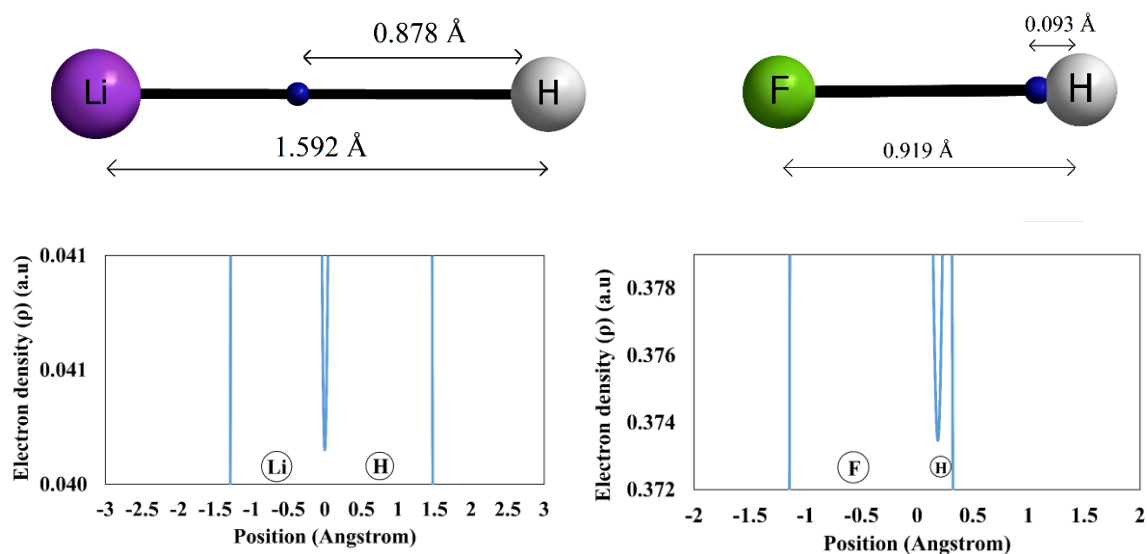 0.878 Å
Li
H
1.592 Å
0.093 Å
F
H
0.919 Å
Electron density (ρ) (a.u)
0.041
0.041
0.040
Li
H
-3 -2.5 -2 -1.5 -1 -0.5 0 0.5 1 1.5 2 2.5 3
Position (Angstrom)
Electron density (ρ) (a.u)
0.378
0.376
0.374
0.372
F
H
-2 -1.5 -1 -0.5 0 0.5 1 1.5 2
Position (Angstrom)